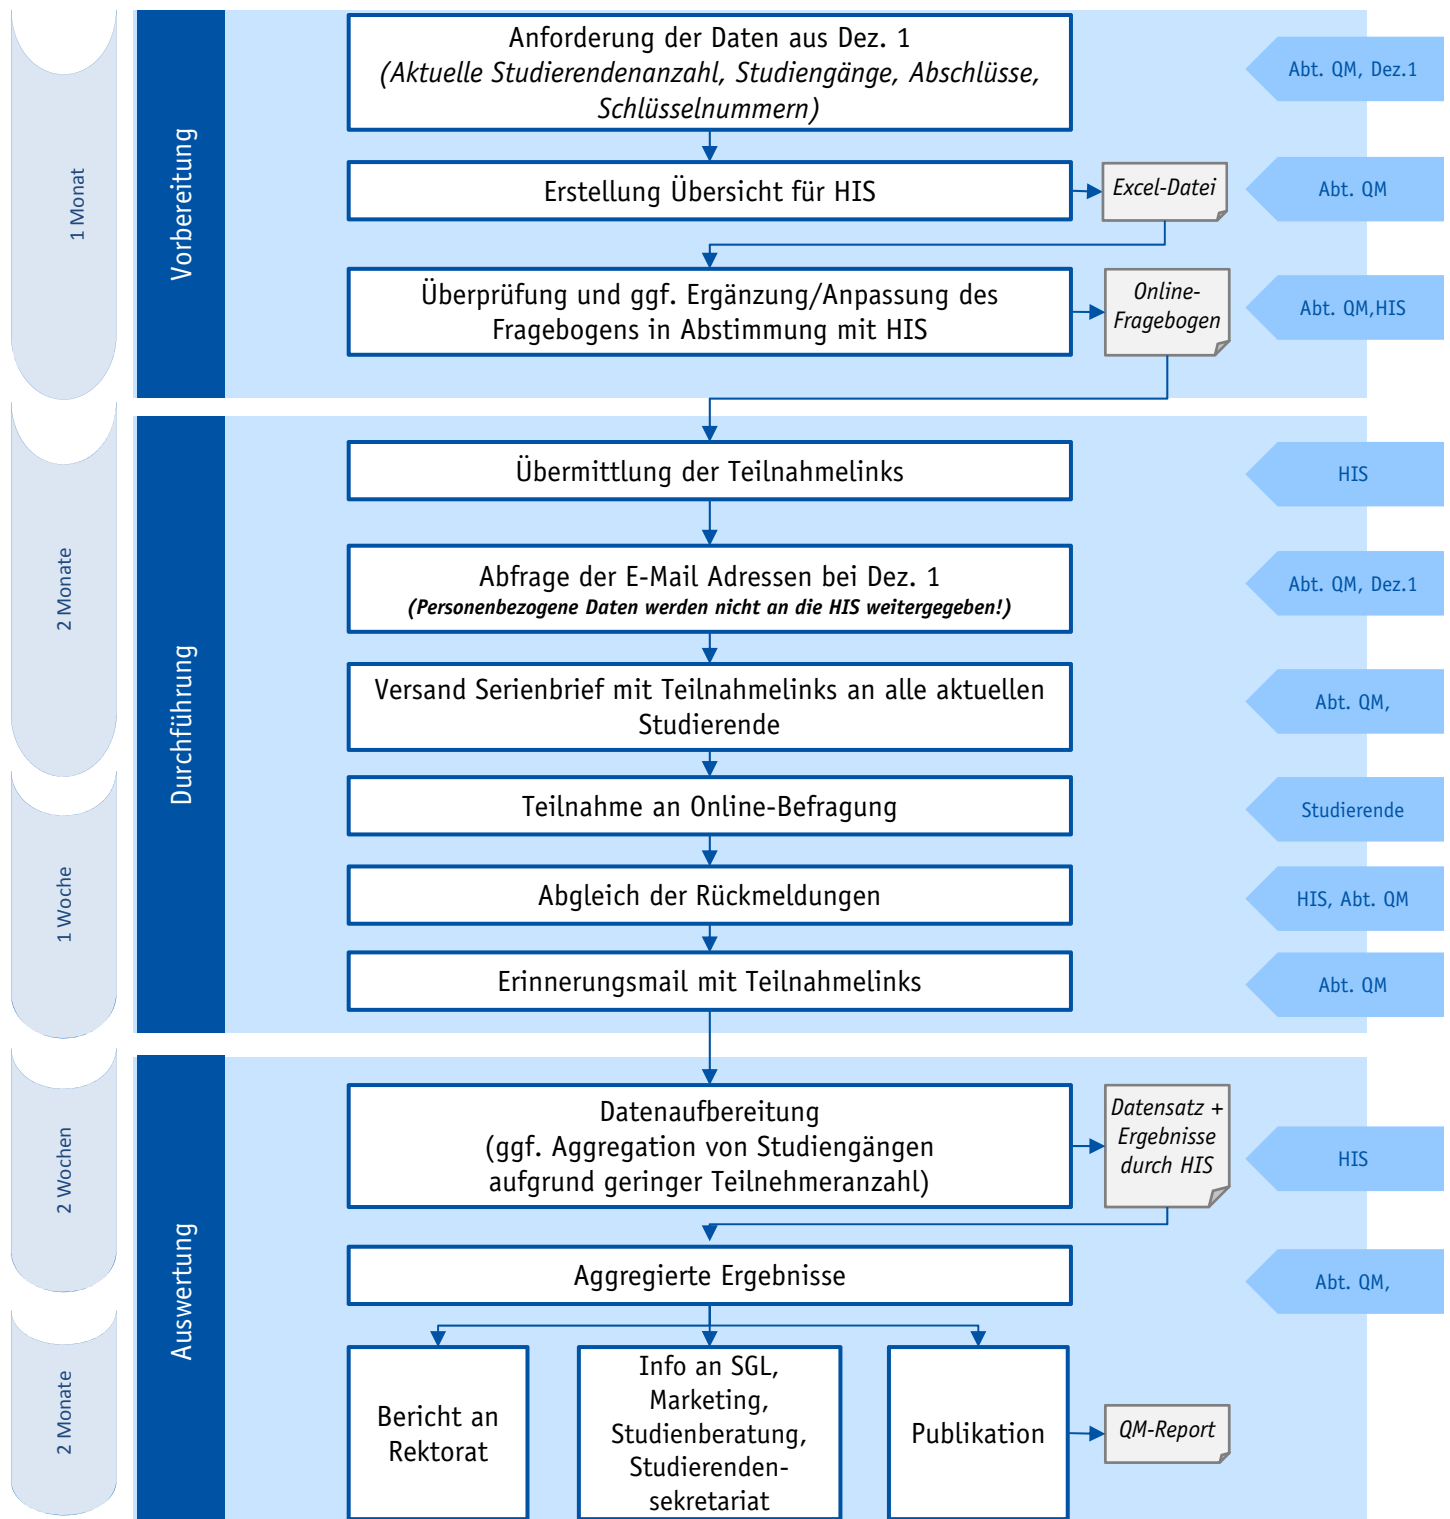 Anforderung der Daten aus Dez. 1
(Aktuelle Studierendenanzahl, Studiengänge, Abschlüsse,
Schlüsselnummern)
Abt. QM, Dez.1
1 Monat
Vorbereitung
Erstellung Übersicht für HIS
Excel-Datei
Abt. QM
Überprüfung und ggf. Ergänzung/Anpassung des
Fragebogens in Abstimmung mit HIS
Online-
Fragebogen
Abt. QM,HIS
2 Monate
Durchführung
Übermittlung der Teilnahmelinks
HIS
Abfrage der E-Mail Adressen bei Dez. 1
(Personenbezogene Daten werden nicht an die HIS weitergegeben!)
Abt. QM, Dez.1
Versand Serienbrief mit Teilnahmelinks an alle aktuellen
Studierende
Abt. QM,
Teilnahme an Online-Befragung
Studierende
1 Woche
Abgleich der Rückmeldungen
HIS, Abt. QM
Erinnerungsmail mit Teilnahmelinks
Abt. QM
2 Wochen
Auswertung
Datenaufbereitung
(ggf. Aggregation von Studiengängen
aufgrund geringer Teilnehmeranzahl)
Datensatz +
Ergebnisse
durch HIS
HIS
Aggregierte Ergebnisse
Abt. QM,
2 Monate
Bericht an
Rektorat
Info an SGL,
Marketing,
Studienberatung,
Studierenden-
sekretariat
Publikation
QM-Report